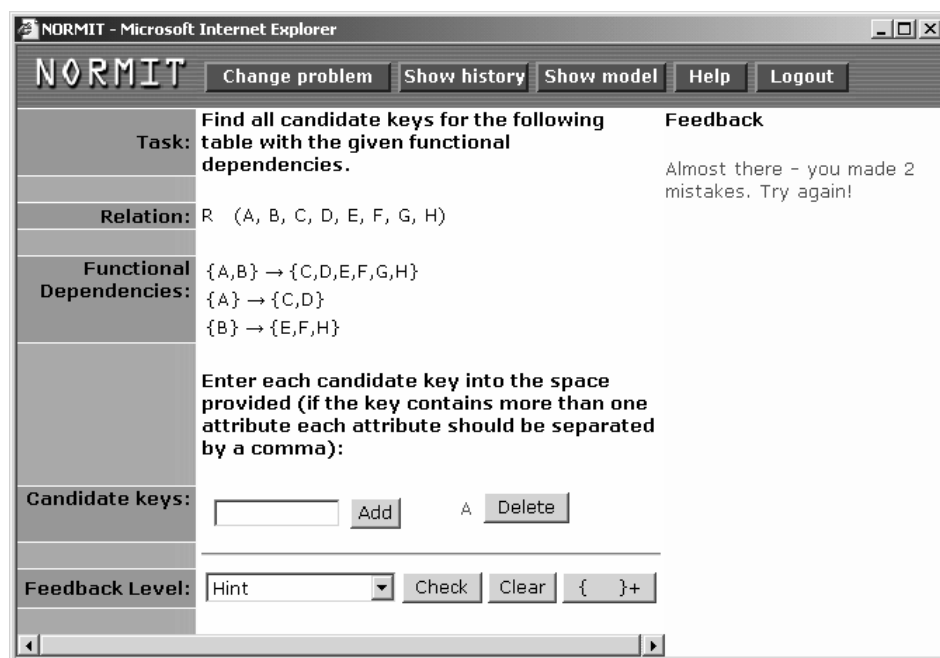 NORMIT - Microsoft Internet Explorer
NORMIT Change problem Show history Show model Help Logout
Task: Find all candidate keys for the following
table with the given functional
dependencies.
Feedback
Almost there - you made 2
mistakes. Try again!
Relation: R (A, B, C, D, E, F, G, H)
Functional
Dependencies:
{A,B} → {C,D,E,F,G,H}
{A} → {C,D}
{B} → {E,F,H}
Enter each candidate key into the space
provided (if the key contains more than one
attribute each attribute should be separated
by a comma):
Candidate keys: Add A Delete
Feedback Level: Hint Check Clear { }+